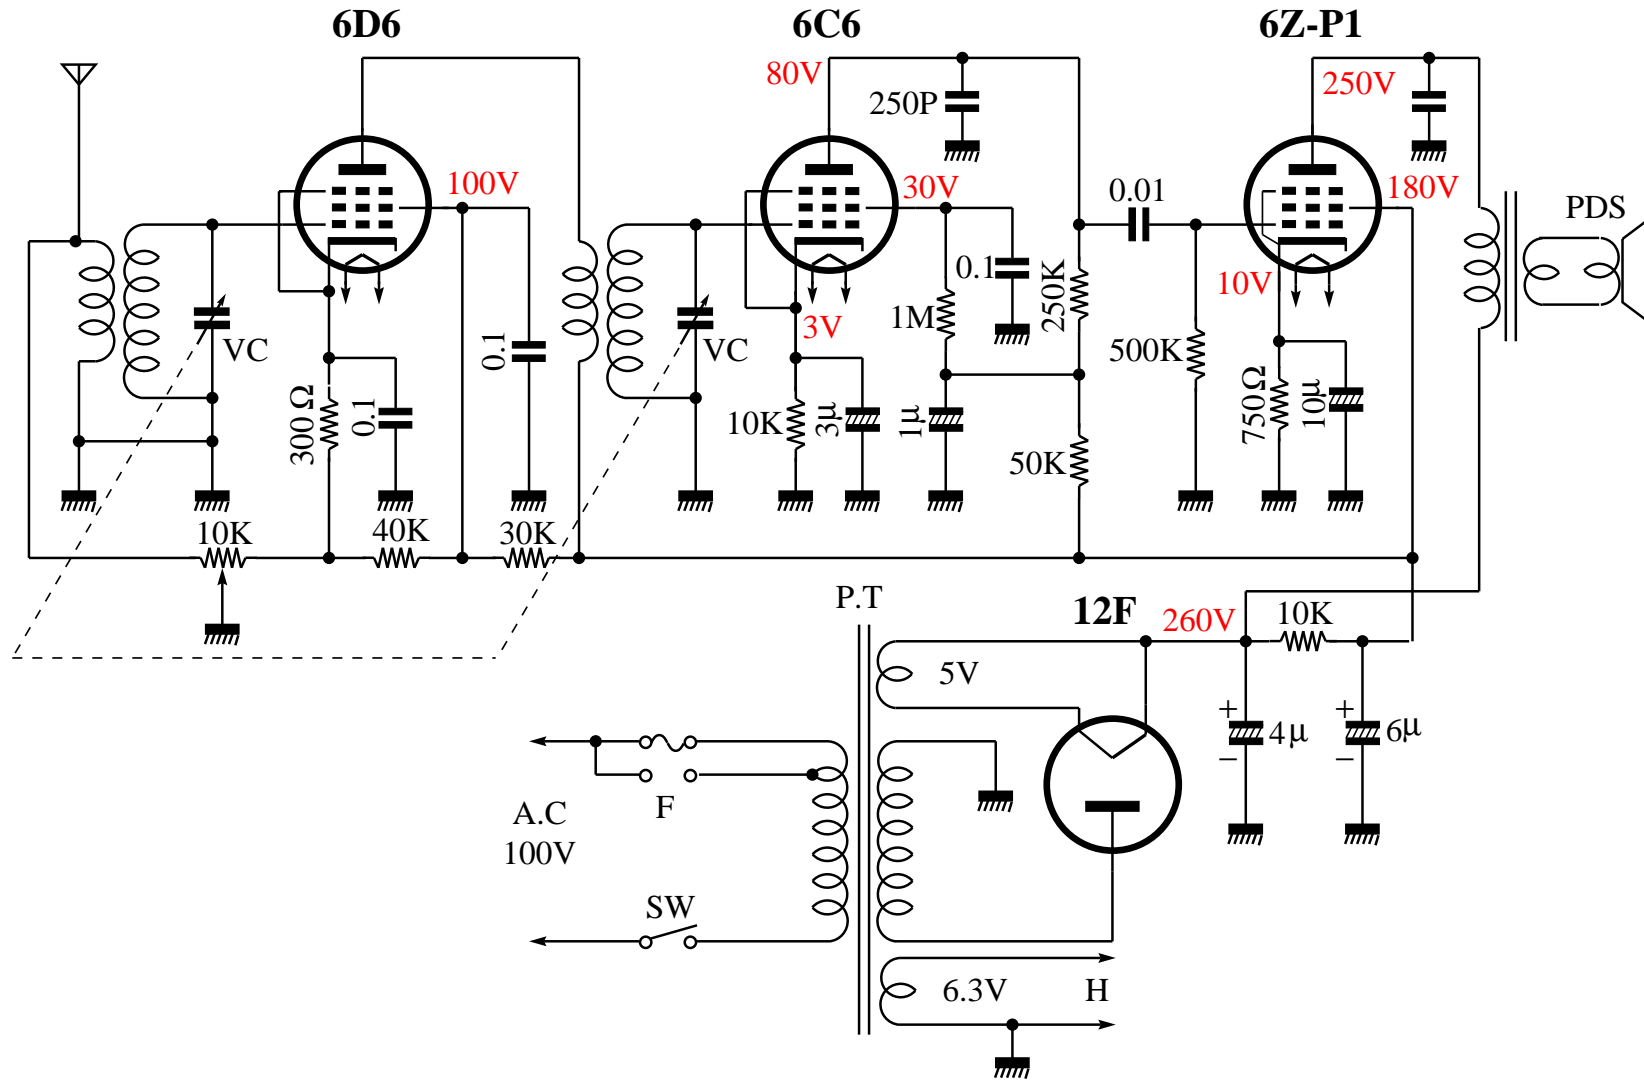 6D6
6C6
6Z-P1
80V
250P
250V
100V
30V
0.01
180V
PDS
VC
0.1
300Ω
0.1
VC
3V
10K
3μ
1M
1μ
0.1
250K
50K
500K
10V
750Ω
10μ
10K
40K
30K
P.T
12F
260V
10K
5V
+
4μ
−
+
6μ
−
F
A.C
100V
SW
6.3V
H